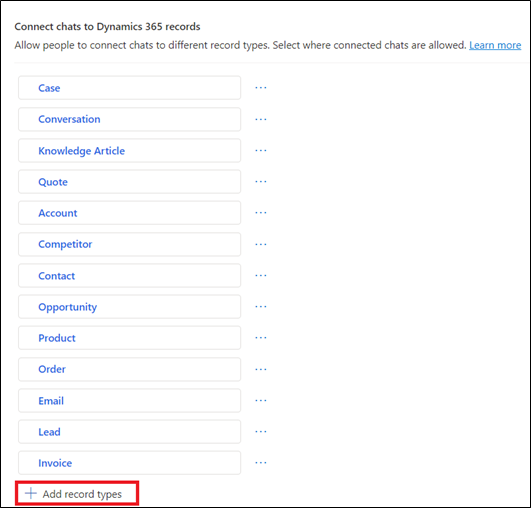 Connect chats to Dynamics 365 records
Allow people to connect chats to different record types. Select where connected chats are allowed. Learn more
Case ...
Conversation ...
Knowledge Article ...
Quote ...
Account ...
Competitor ...
Contact ...
Opportunity ...
Product ...
Order ...
Email ...
Lead ...
Invoice ...
+ Add record types